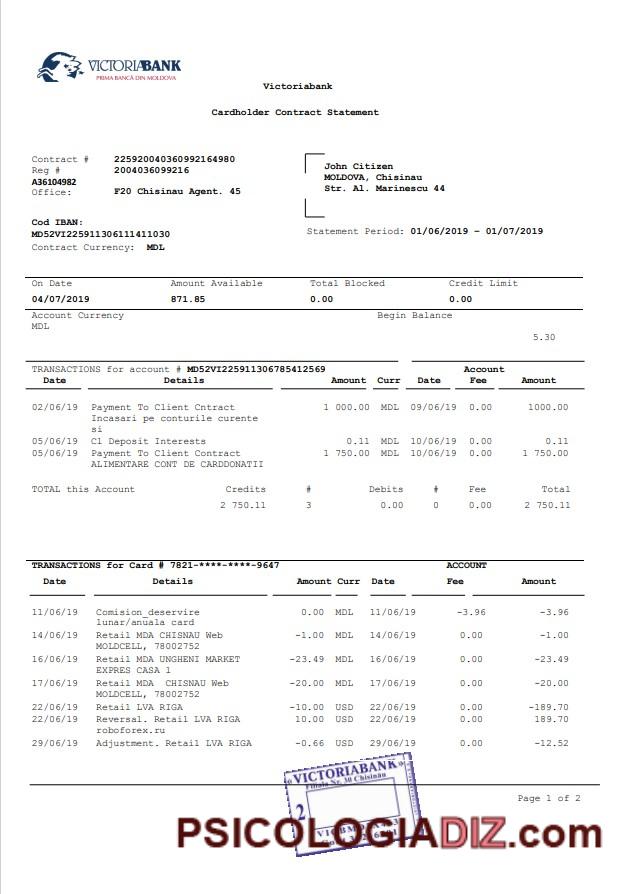 VICTORIABANK
PRIMA BANCĂ DIN MOLDOVA
Victoriabank
Cardholder Contract Statement
Contract # 225920040360992164980
Reg # 2004036099216
A36104982
Office: F20 Chisinau Agent. 45
John Citizen
MOLDOVA, Chisinau
Str. Al. Marinescu 44
Cod IBAN:
MD52VI225911306111411030
Contract Currency: MDL
Statement Period: 01/06/2019 – 01/07/2019
On Date Amount Available Total Blocked Credit Limit
04/07/2019 871.85 0.00 0.00
Account Currency Begin Balance
MDL
5.30
TRANSACTIONS for account # MD52VI225911306785412569 Account
Date Details Amount Curr Date Fee Amount
02/06/19 Payment To Client Cntract 1 000.00 MDL 09/06/19 0.00 1000.00
Incasari pe conturile curente
si
05/06/19 C1 Deposit Interests 0.11 MDL 10/06/19 0.00 0.11
05/06/19 Payment To Client Contract 1 750.00 MDL 10/06/19 0.00 1 750.00
ALIMENTARE CONT DE CARDDONATII
TOTAL this Account Credits # Debits # Fee Total
2 750.11 3 0.00 0 0.00 2 750.11
TRANSACTIONS for Card # 7821-****-****-9647 ACCOUNT
Date Details Amount Curr Date Fee Amount
11/06/19 Comision_deservire 0.00 MDL 11/06/19 -3.96 -3.96
lunar/anuala card
14/06/19 Retail MDA CHISNAU Web -1.00 MDL 14/06/19 0.00 -1.00
MOLDCELL, 78002752
16/06/19 Retail MDA UNGHENI MARKET -23.49 MDL 16/06/19 0.00 -23.49
EXPRES CASA 1
17/06/19 Retail MDA CHISNAU Web -20.00 MDL 17/06/19 0.00 -20.00
MOLDCELL, 78002752
22/06/19 Retail LVA RIGA -10.00 USD 22/06/19 0.00 -189.70
22/06/19 Reversal. Retail LVA RIGA 10.00 USD 22/06/19 0.00 189.70
roboforex.ru
29/06/19 Adjustment. Retail LVA RIGA -0.66 USD 29/06/19 0.00 -12.52
VICTORIABANK
Filiala Nr. 30 Chisinău
2
Page 1 of 2
PSICOLOGIADIZ.com